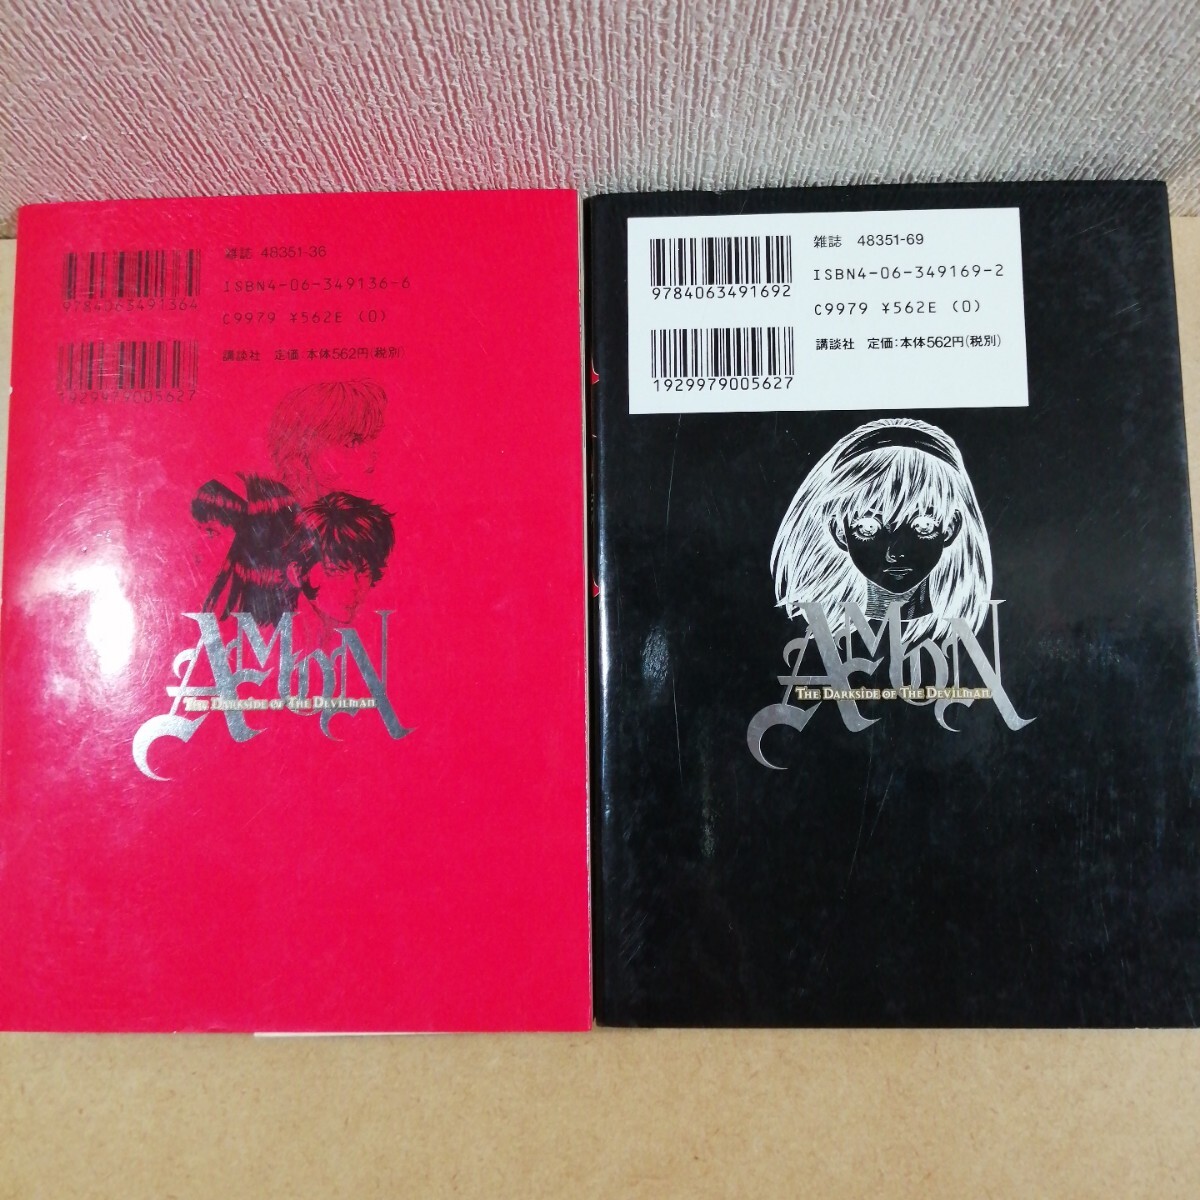 雑誌 48351-36
ISBN4-06-349136-6
9784063491364
C9979 ¥562E (0)
講談社 定価:本体562円(税別)
1929979005627
AMON
THE DARKSIDE OF THE DEVILMAN
雑誌 48351-69
ISBN4-06-349169-2
9784063491692
C9979 ¥562E (0)
講談社 定価:本体562円(税別)
1929979005627
AMON
THE DARKSIDE OF THE DEVILMAN